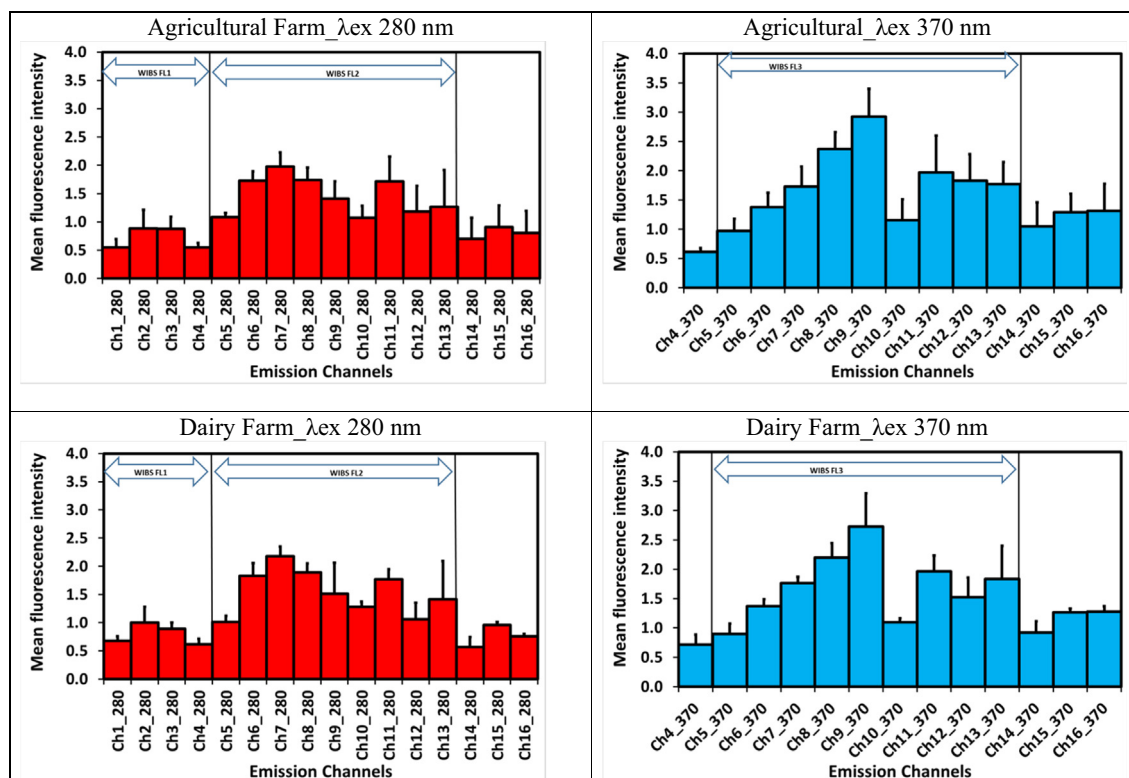 Agricultural Farm_λex 280 nm
4.0
3.5
3.0
2.5
2.0
1.5
1.0
0.5
0.0
Mean fluorescence intensity
WIBS FL1
WIBS FL2
Ch1_280
Ch2_280
Ch3_280
Ch4_280
Ch5_280
Ch6_280
Ch7_280
Ch8_280
Ch9_280
Ch10_280
Ch11_280
Ch12_280
Ch13_280
Ch14_280
Ch15_280
Ch16_280
Emission Channels
Agricultural_λex 370 nm
4.0
3.5
3.0
2.5
2.0
1.5
1.0
0.5
0.0
Mean fluorescence intensity
WIBS FL3
Ch4_370
Ch5_370
Ch6_370
Ch7_370
Ch8_370
Ch9_370
Ch10_370
Ch11_370
Ch12_370
Ch13_370
Ch14_370
Ch15_370
Ch16_370
Emission Channels
Dairy Farm_λex 280 nm
4.0
3.5
3.0
2.5
2.0
1.5
1.0
0.5
0.0
Mean fluorescence intensity
WIBS FL1
WIBS FL2
Ch1_280
Ch2_280
Ch3_280
Ch4_280
Ch5_280
Ch6_280
Ch7_280
Ch8_280
Ch9_280
Ch10_280
Ch11_280
Ch12_280
Ch13_280
Ch14_280
Ch15_280
Ch16_280
Emission Channels
Dairy Farm_λex 370 nm
4.0
3.5
3.0
2.5
2.0
1.5
1.0
0.5
0.0
Mean fluorescence intensity
WIBS FL3
Ch4_370
Ch5_370
Ch6_370
Ch7_370
Ch8_370
Ch9_370
Ch10_370
Ch11_370
Ch12_370
Ch13_370
Ch14_370
Ch15_370
Ch16_370
Emission Channels